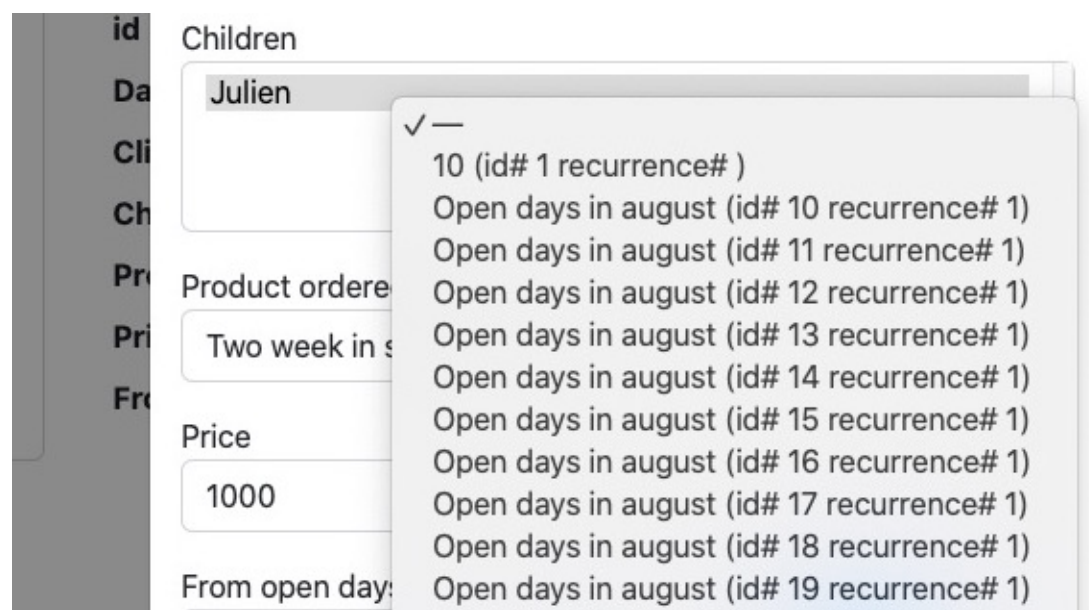 id
Children
Da
Julien
Cli
Ch
✓ —
10 (id# 1 recurrence# )
Open days in august (id# 10 recurrence# 1)
Open days in august (id# 11 recurrence# 1)
Open days in august (id# 12 recurrence# 1)
Open days in august (id# 13 recurrence# 1)
Open days in august (id# 14 recurrence# 1)
Open days in august (id# 15 recurrence# 1)
Open days in august (id# 16 recurrence# 1)
Open days in august (id# 17 recurrence# 1)
Open days in august (id# 18 recurrence# 1)
Open days in august (id# 19 recurrence# 1)
Pro
Product ordered
Pri
Two week in s
Fro
Price
1000
From open days